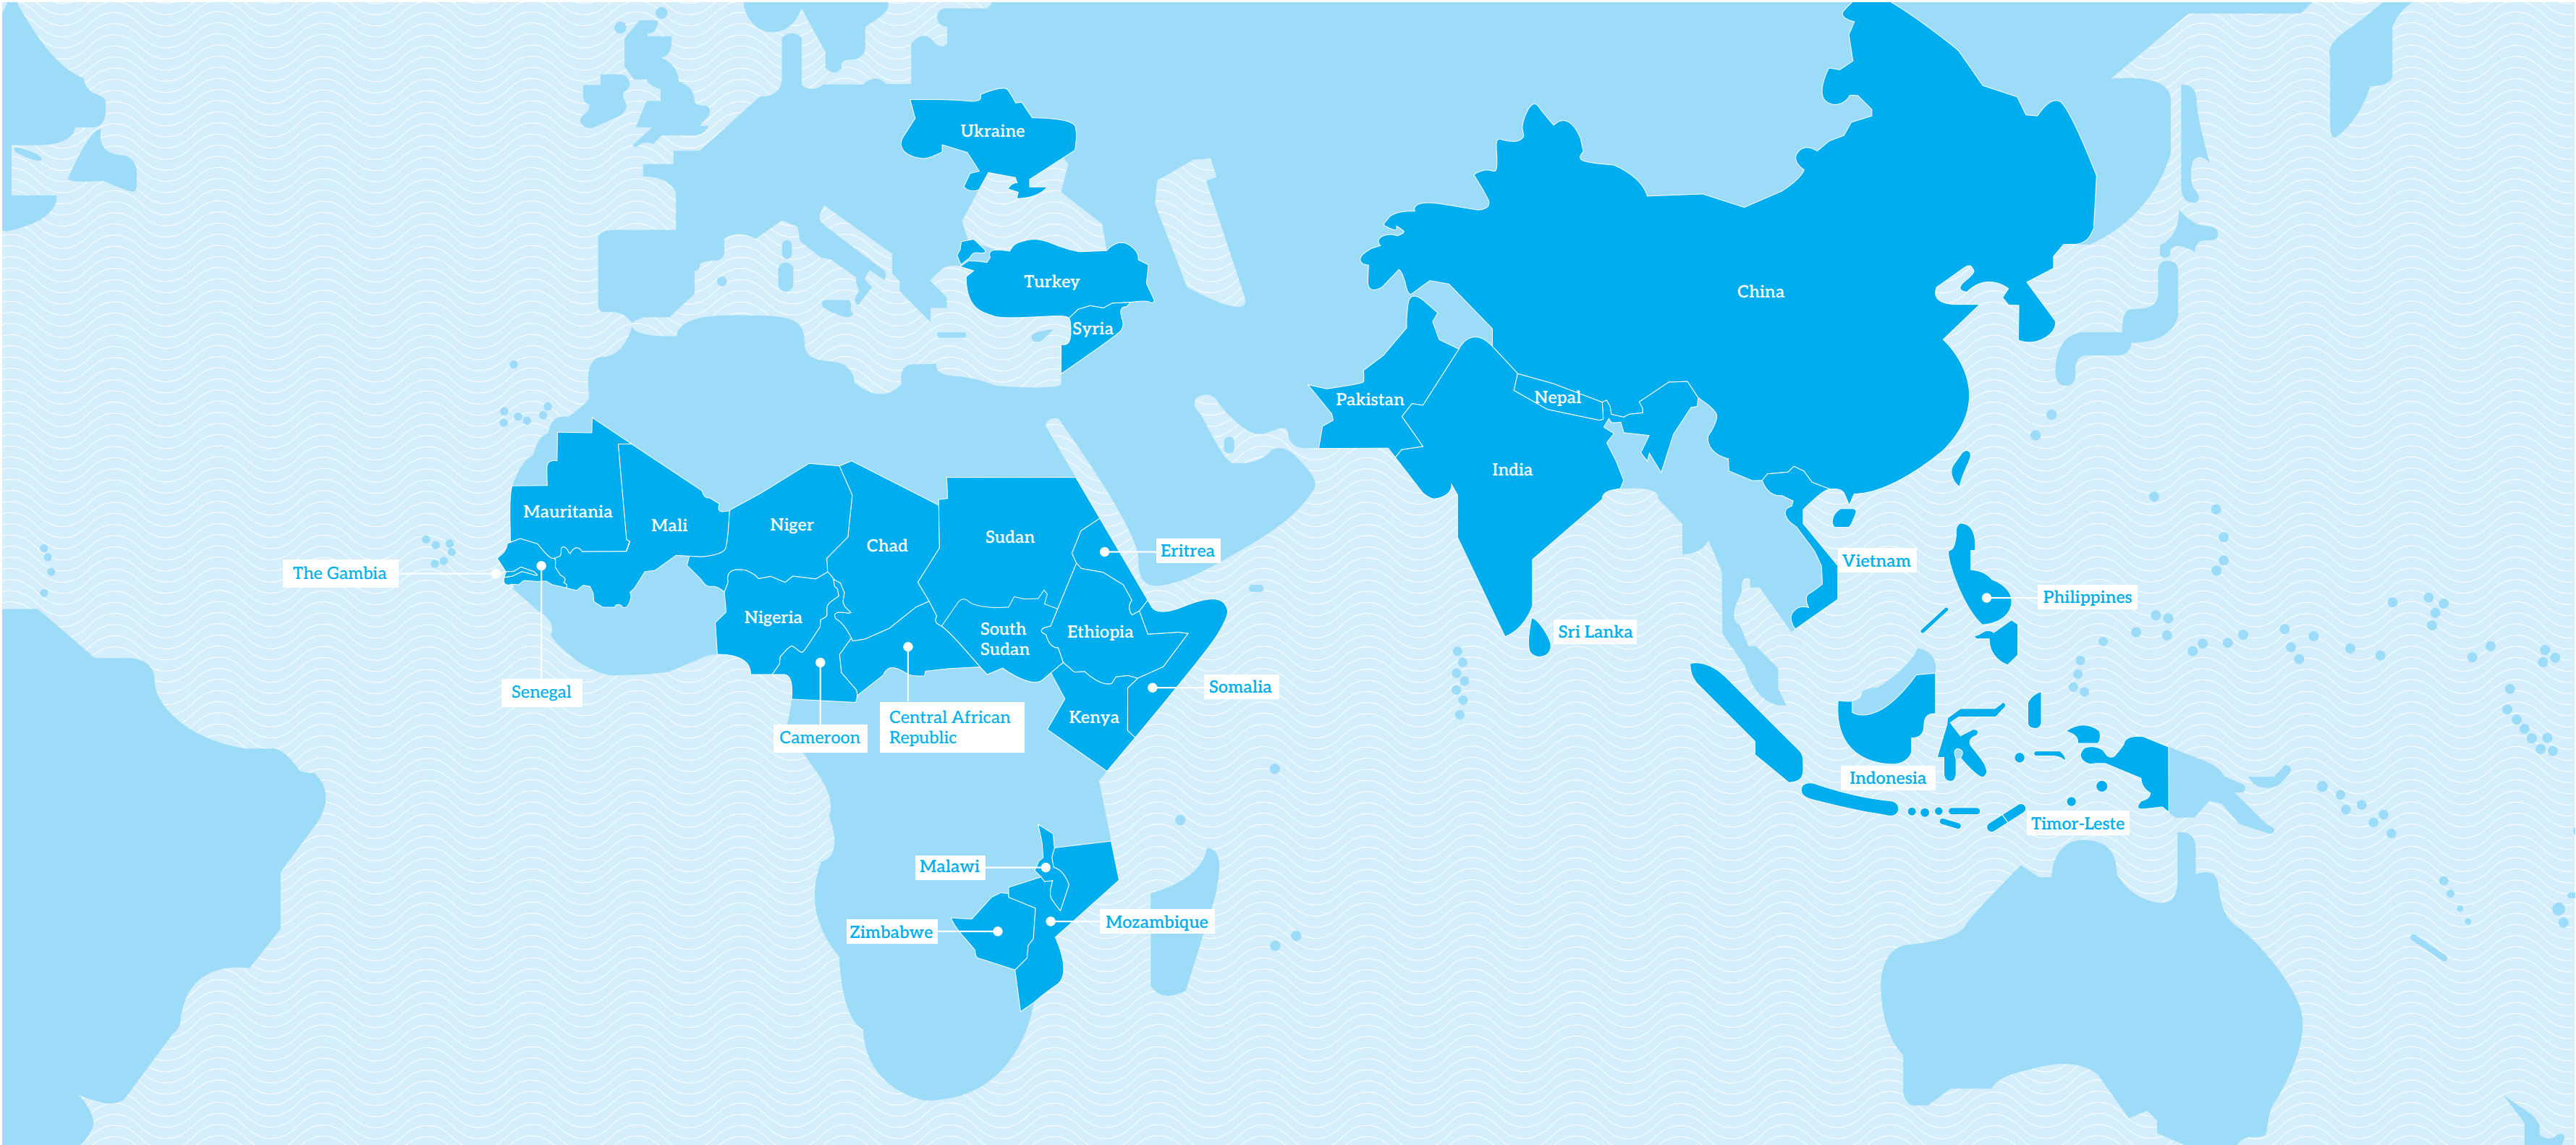 Ukraine
Turkey
Syria
China
Pakistan
Nepal
India
Mauritania
Mali
Niger
Chad
Sudan
Eritrea
The Gambia
Vietnam
Philippines
Nigeria
South
Sudan
Ethiopia
Sri Lanka
Senegal
Somalia
Central African
Republic
Kenya
Cameroon
Indonesia
Timor-Leste
Malawi
Mozambique
Zimbabwe